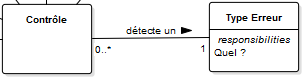 Contrôle
détecte un
0..*
1
Type Erreur
responsibilities
Quel ?